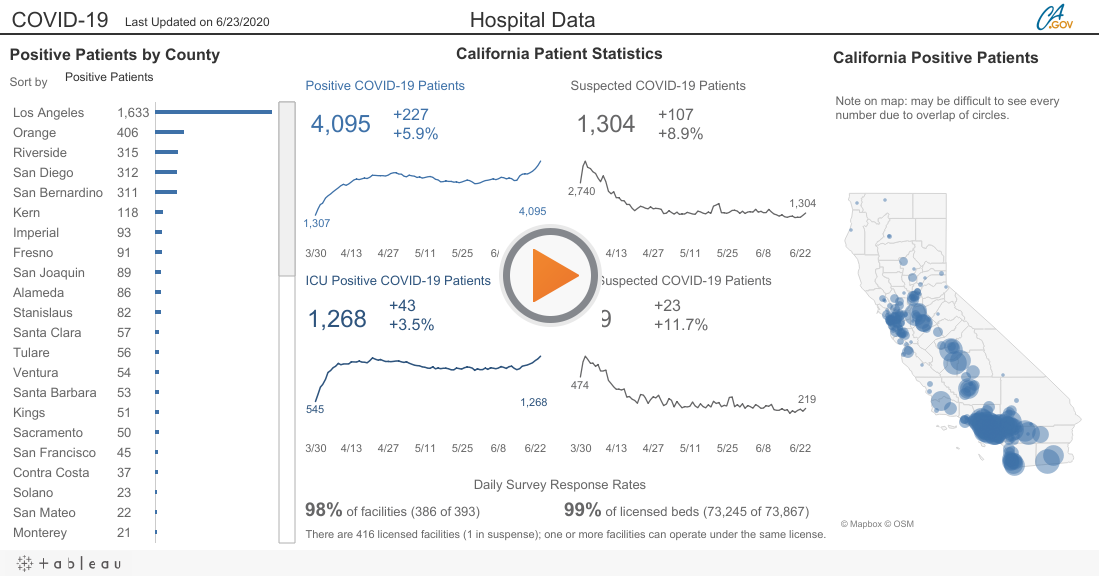 COVID-19 Last Updated on 6/23/2020
Hospital Data
CA.GOV
Positive Patients by County
Sort by Positive Patients
Los Angeles 1,633
Orange 406
Riverside 315
San Diego 312
San Bernardino 311
Kern 118
Imperial 93
Fresno 91
San Joaquin 89
Alameda 86
Stanislaus 82
Santa Clara 57
Tulare 56
Ventura 54
Santa Barbara 53
Kings 51
Sacramento 50
San Francisco 45
Contra Costa 37
Solano 23
San Mateo 22
Monterey 21
California Patient Statistics
Positive COVID-19 Patients
4,095
+227
+5.9%
1,307
4,095
3/30 4/13 4/27 5/11 5/25 6/
Suspected COVID-19 Patients
1,304
+107
+8.9%
2,740
1,304
4/13 4/27 5/11 5/25 6/8 6/22
ICU Positive COVID-19 Patients
1,268
+43
+3.5%
545
1,268
3/30 4/13 4/27 5/11 5/25 6/8 6/22
Suspected COVID-19 Patients
9
+23
+11.7%
474
219
3/30 4/13 4/27 5/11 5/25 6/8 6/22
Daily Survey Response Rates
98% of facilities (386 of 393)
99% of licensed beds (73,245 of 73,867)
There are 416 licensed facilities (1 in suspense); one or more facilities can operate under the same license.
California Positive Patients
Note on map: may be difficult to see every
number due to overlap of circles.
© Mapbox © OSM
+ableau